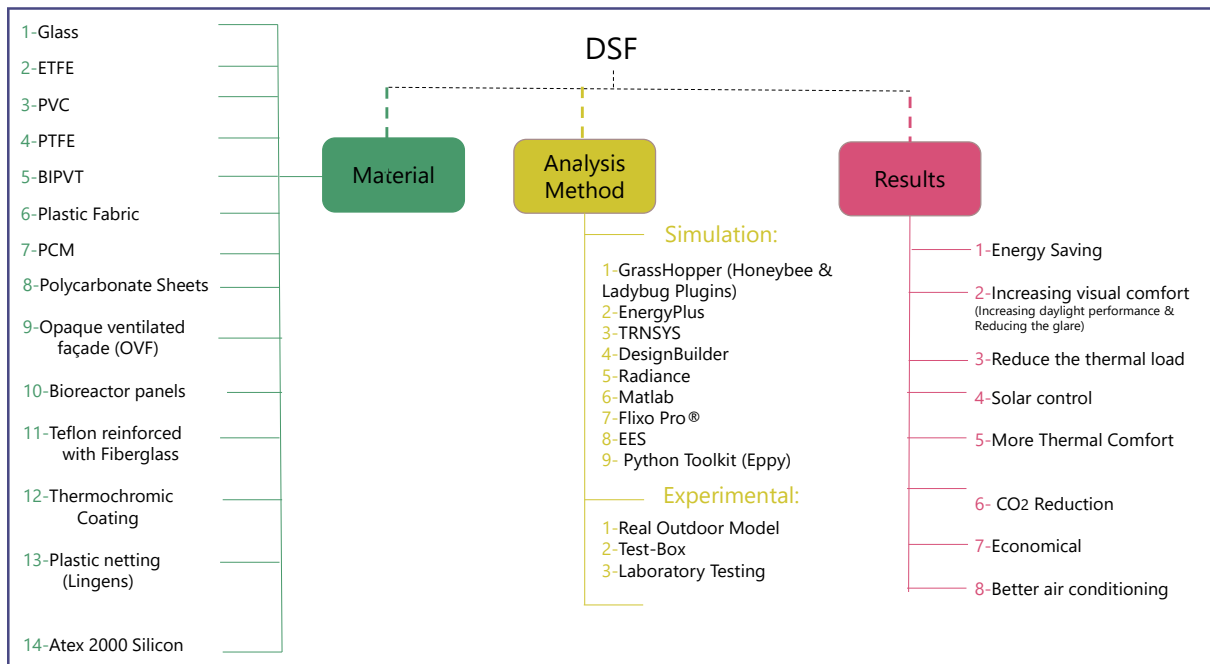 DSF
Material
1-Glass
2-ETFE
3-PVC
4-PTFE
5-BIPVT
6-Plastic Fabric
7-PCM
8-Polycarbonate Sheets
9-Opaque ventilated
façade (OVF)
10-Bioreactor panels
11-Teflon reinforced
with Fiberglass
12-Thermochromic
Coating
13-Plastic netting
(Lingens)
14-Atex 2000 Silicon
Analysis
Method
Simulation:
1-GrassHopper (Honeybee &
Ladybug Plugins)
2-EnergyPlus
3-TRNSYS
4-DesignBuilder
5-Radiance
6-Matlab
7-Flixo Pro®
8-EES
9- Python Toolkit (Eppy)
Experimental:
1-Real Outdoor Model
2-Test-Box
3-Laboratory Testing
Results
1-Energy Saving
2-Increasing visual comfort
(Increasing daylight performance &
Reducing the glare)
3-Reduce the thermal load
4-Solar control
5-More Thermal Comfort
6- CO2 Reduction
7-Economical
8-Better air conditioning